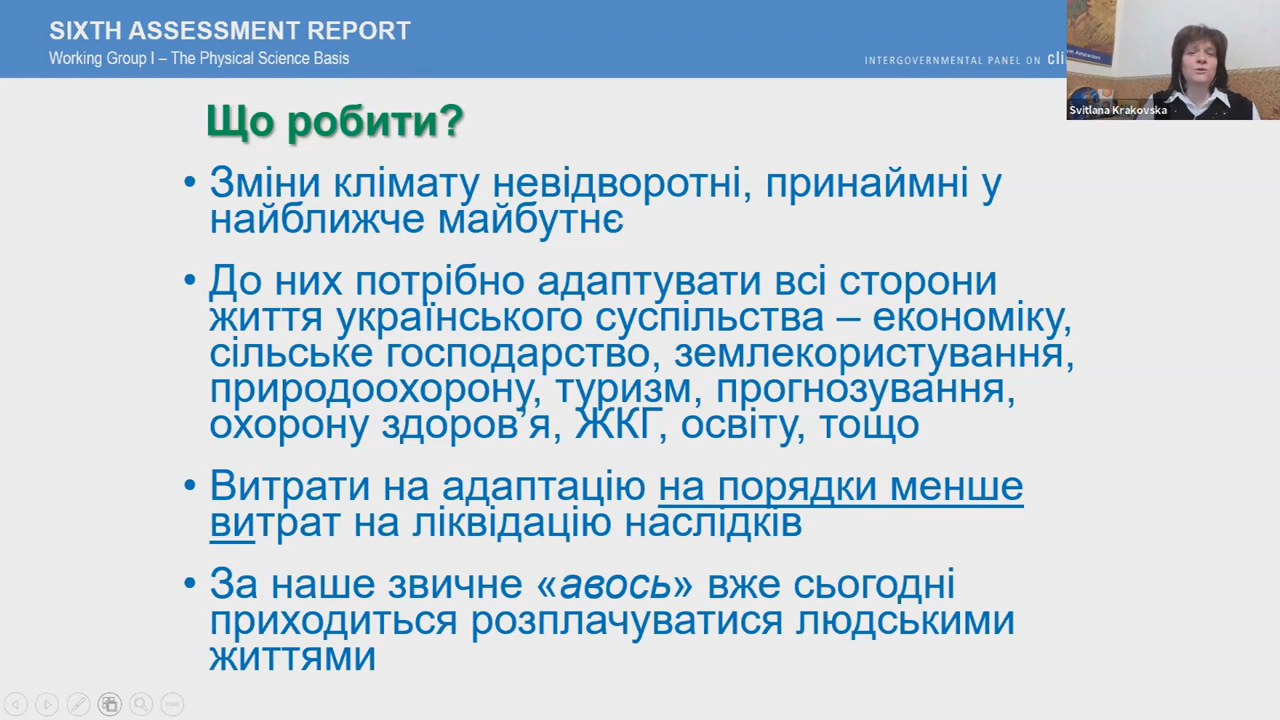 SIXTH ASSESSMENT REPORT
Working Group I – The Physical Science Basis
INTERGOVERNMENTAL PANEL ON cli
Svitlana Krakovska
Що робити?
• Зміни клімату невідворотні, принаймні у
найближче майбутнє
• До них потрібно адаптувати всі сторони
життя українського суспільства – економіку,
сільське господарство, землекористування,
природоохорону, туризм, прогнозування,
охорону здоров’я, ЖКГ, освіту, тощо
• Витрати на адаптацію на порядки менше
витрат на ліквідацію наслідків
• За наше звичне «авось» вже сьогодні
приходиться розплачуватися людськими
життями